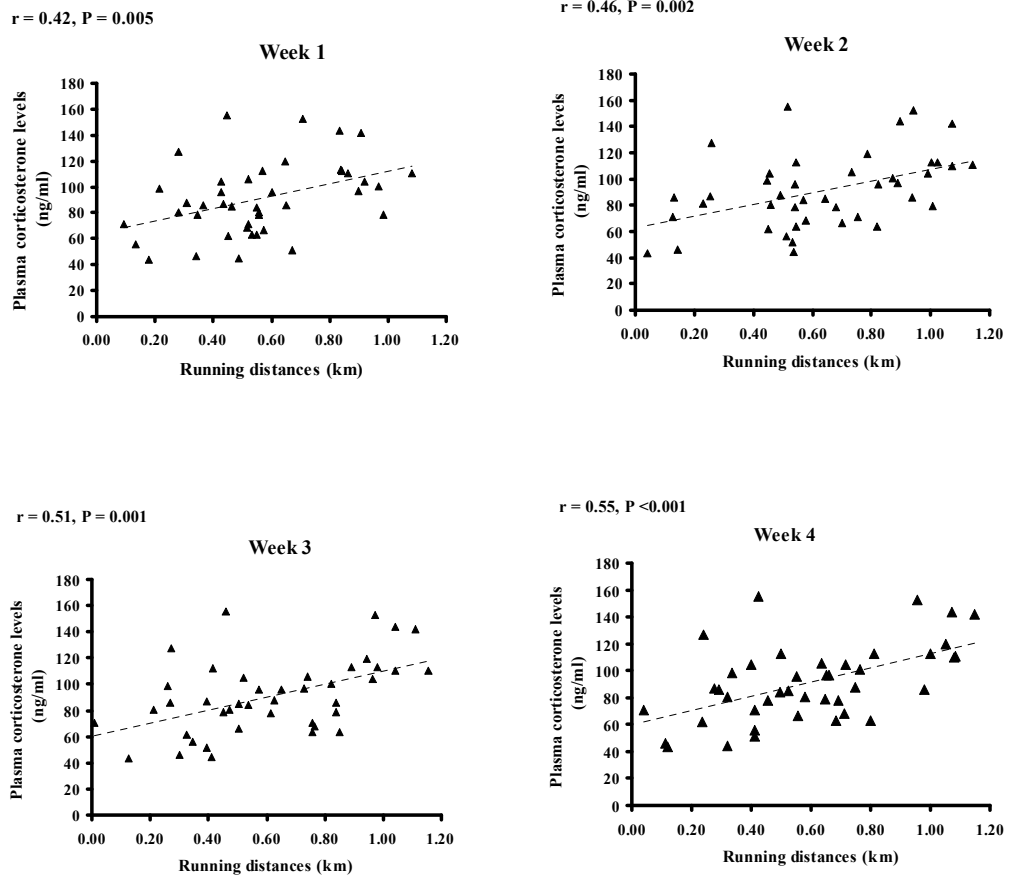 r = 0.42, P = 0.005
Week 1
Plasma corticosterone levels
(ng/ml)
180
160
140
120
100
80
60
40
20
0
0.00 0.20 0.40 0.60 0.80 1.00 1.20
Running distances (km)
r = 0.46, P = 0.002
Week 2
Plasma corticosterone levels
(ng/ml)
180
160
140
120
100
80
60
40
20
0
0.00 0.20 0.40 0.60 0.80 1.00 1.20
Running distances (km)
r = 0.51, P = 0.001
Week 3
Plasma corticosterone levels
(ng/ml)
180
160
140
120
100
80
60
40
20
0
0.00 0.20 0.40 0.60 0.80 1.00 1.20
Running distances (km)
r = 0.55, P <0.001
Week 4
Plasma corticosterone levels
(ng/ml)
180
160
140
120
100
80
60
40
20
0
0.00 0.20 0.40 0.60 0.80 1.00 1.20
Running distances (km)